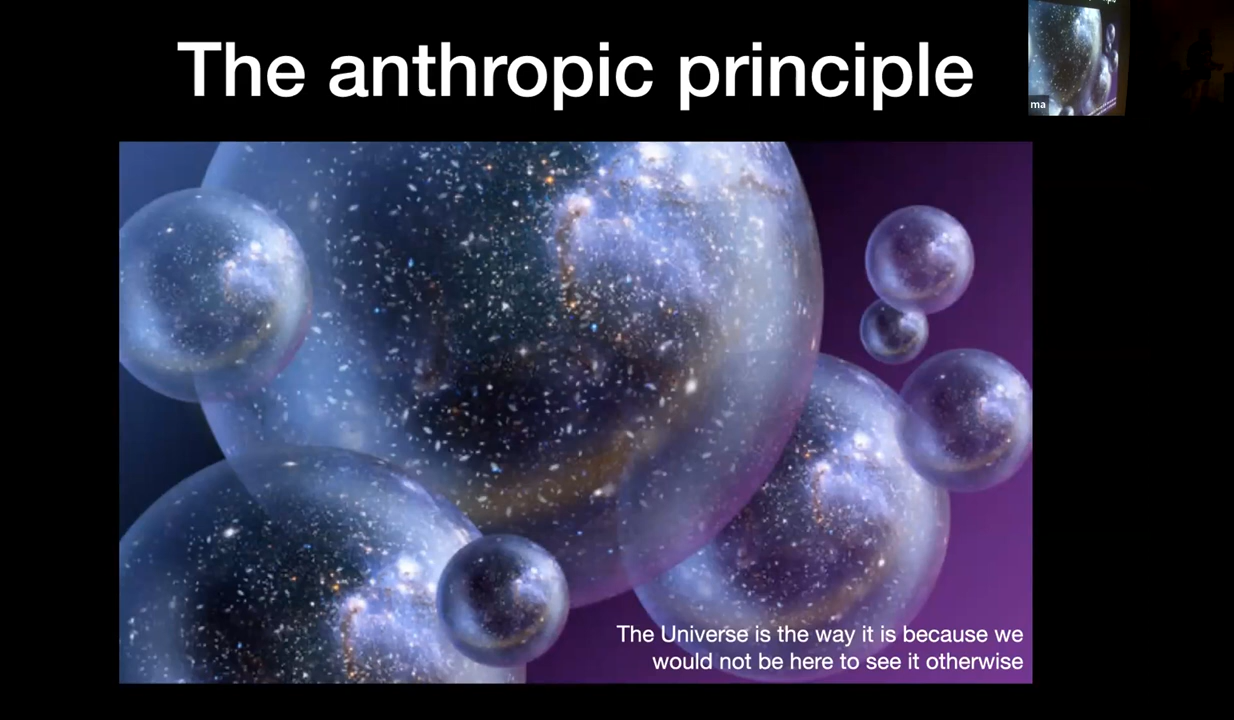 The anthropic principle
ma
The Universe is the way it is because we
would not be here to see it otherwise